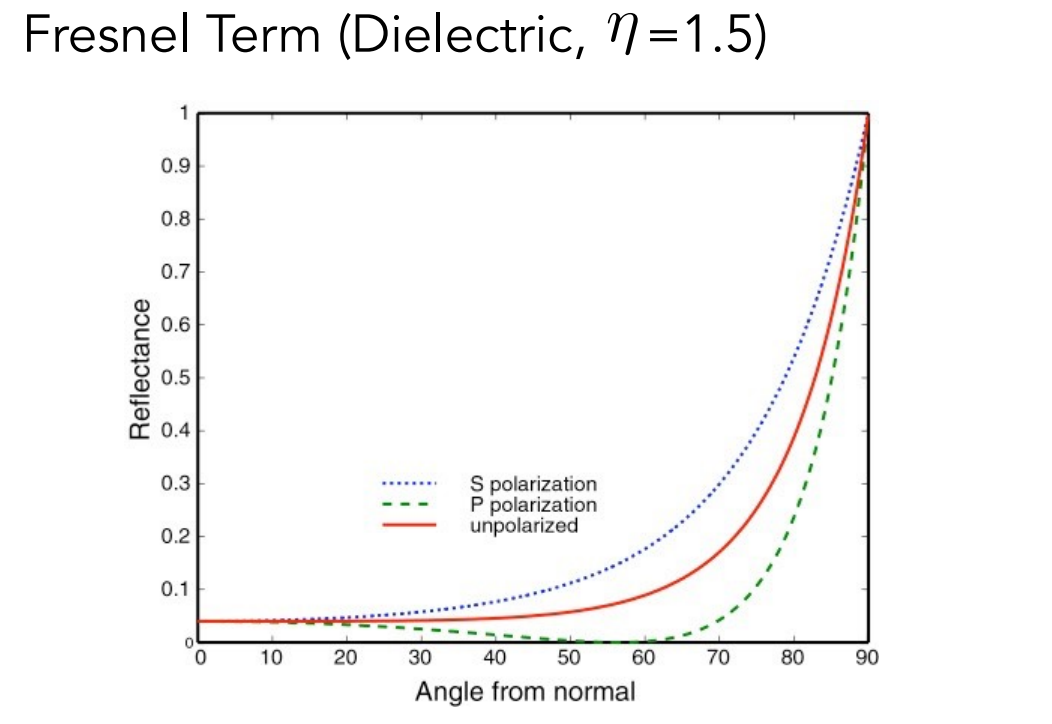 Fresnel Term (Dielectric, η=1.5)
1
0.9
0.8
0.7
0.6
0.5
0.4
0.3
0.2
0.1
0
Reflectance
S polarization
P polarization
unpolarized
0 10 20 30 40 50 60 70 80 90
Angle from normal